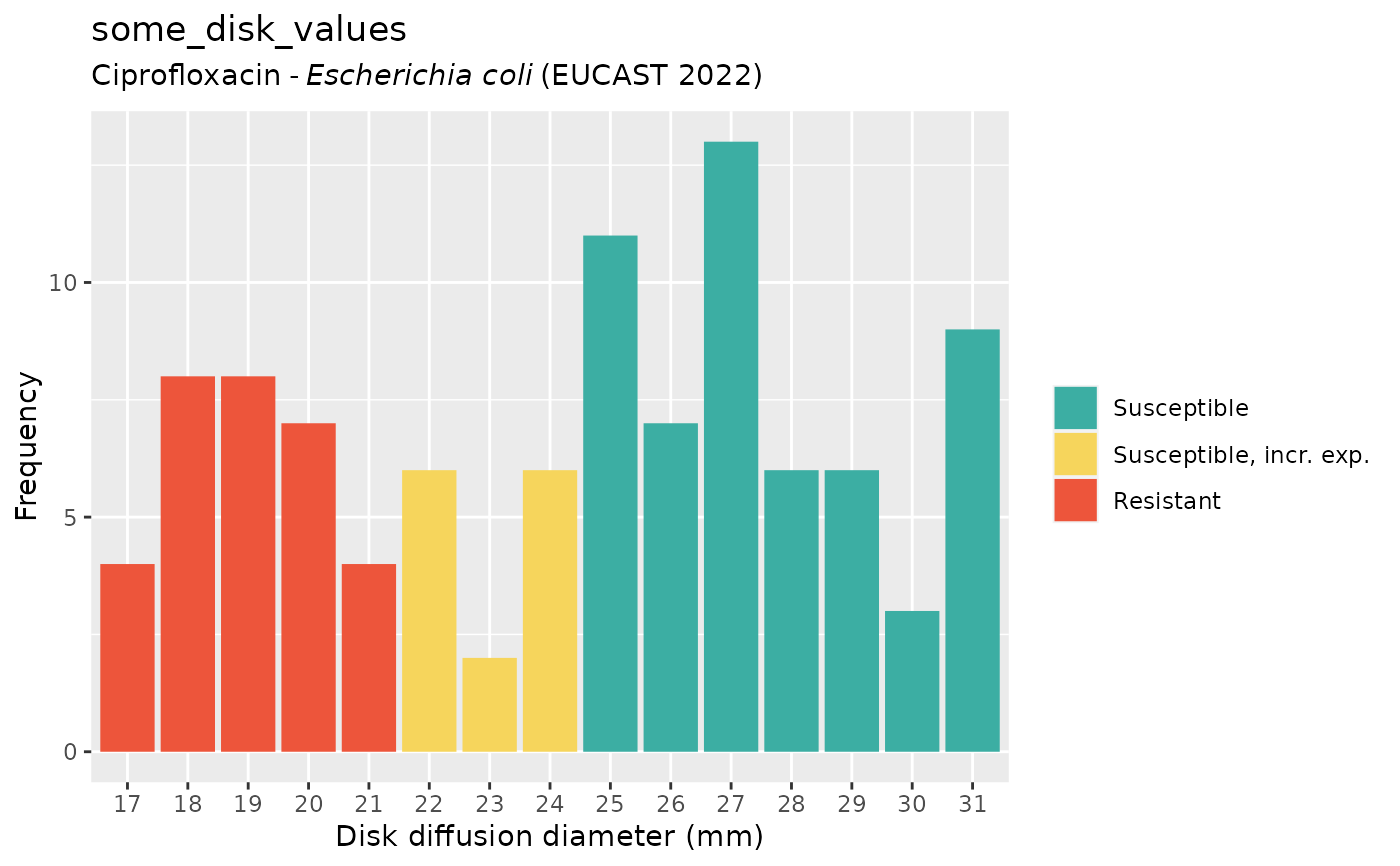 some_disk_values
Ciprofloxacin - Escherichia coli (EUCAST 2022)
Frequency
10
5
0
17 18 19 20 21 22 23 24 25 26 27 28 29 30 31
Disk diffusion diameter (mm)
Susceptible
Susceptible, incr. exp.
Resistant